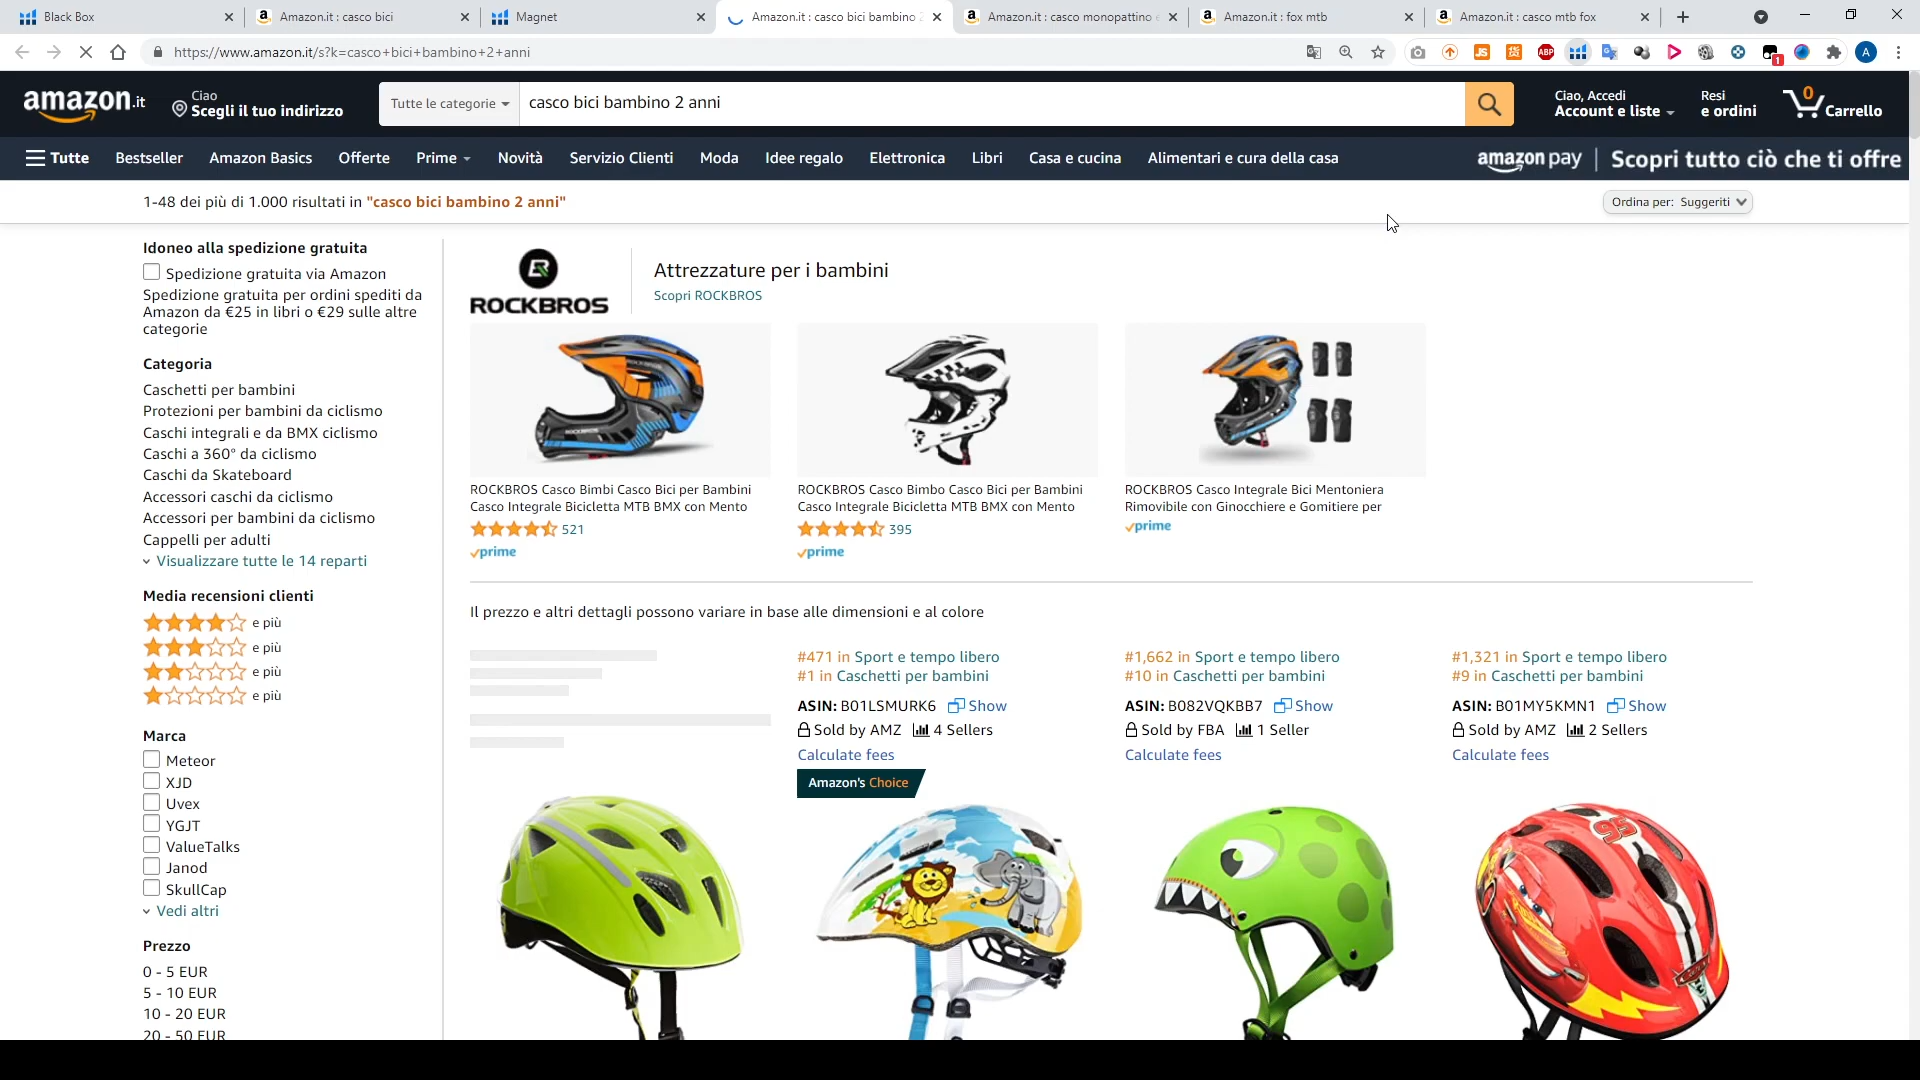 Black Box
Amazon.it : casco bici
Magnet
Amazon.it : casco bici bambino 2
Amazon.it : casco monopattino e
Amazon.it : fox mtb
Amazon.it : casco mtb fox
https://www.amazon.it/s?k=casco+bici+bambino+2+anni
JS
ABP
1
A
amazon.it
Ciao
Scegli il tuo indirizzo
Tutte le categorie
casco bici bambino 2 anni
Ciao, Accedi
Account e liste
Resi
e ordini
0
Carrello
Tutte
Bestseller
Amazon Basics
Offerte
Prime
Novità
Servizio Clienti
Moda
Idee regalo
Elettronica
Libri
Casa e cucina
Alimentari e cura della casa
amazon pay
Scopri tutto ciò che ti offre
1-48 dei più di 1.000 risultati in "casco bici bambino 2 anni"
Ordina per: Suggeriti
Idoneo alla spedizione gratuita
Spedizione gratuita via Amazon
Spedizione gratuita per ordini spediti da
Amazon da €25 in libri o €29 sulle altre
categorie
Categoria
Caschetti per bambini
Protezioni per bambini da ciclismo
Caschi integrali e da BMX ciclismo
Caschi a 360° da ciclismo
Caschi da Skateboard
Accessori caschi da ciclismo
Accessori per bambini da ciclismo
Cappelli per adulti
Visualizzare tutte le 14 reparti
Media recensioni clienti
e più
e più
e più
e più
Marca
Meteor
XJD
Uvex
YGJT
ValueTalks
Janod
SkullCap
Vedi altri
Prezzo
0 - 5 EUR
5 - 10 EUR
10 - 20 EUR
20 - 50 EUR
ROCKBROS
Attrezzature per i bambini
Scopri ROCKBROS
ROCKBROS Casco Bimbi Casco Bici per Bambini
Casco Integrale Bicicletta MTB BMX con Mento
521
prime
ROCKBROS Casco Bimbo Casco Bici per Bambini
Casco Integrale Bicicletta MTB BMX con Mento
395
prime
ROCKBROS Casco Integrale Bici Mentoniera
Rimovibile con Ginocchiere e Gomitiere per
prime
Il prezzo e altri dettagli possono variare in base alle dimensioni e al colore
#471 in Sport e tempo libero
#1 in Caschetti per bambini
ASIN: B01LSMURK6 Show
Sold by AMZ 4 Sellers
Calculate fees
Amazon's Choice
#1,662 in Sport e tempo libero
#10 in Caschetti per bambini
ASIN: B082VQKBB7 Show
Sold by FBA 1 Seller
Calculate fees
#1,321 in Sport e tempo libero
#9 in Caschetti per bambini
ASIN: B01MY5KMN1 Show
Sold by AMZ 2 Sellers
Calculate fees
95